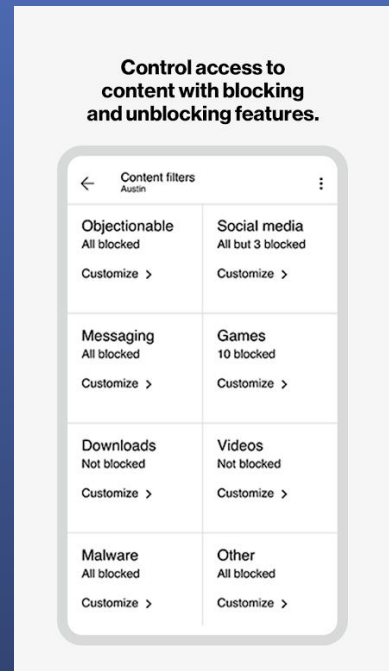 Control access to
content with blocking
and unblocking features.
Content filters
Austin
Objectionable
All blocked
Customize >
Social media
All but 3 blocked
Customize >
Messaging
All blocked
Customize >
Games
10 blocked
Customize >
Downloads
Not blocked
Customize >
Videos
Not blocked
Customize >
Malware
All blocked
Customize >
Other
All blocked
Customize >